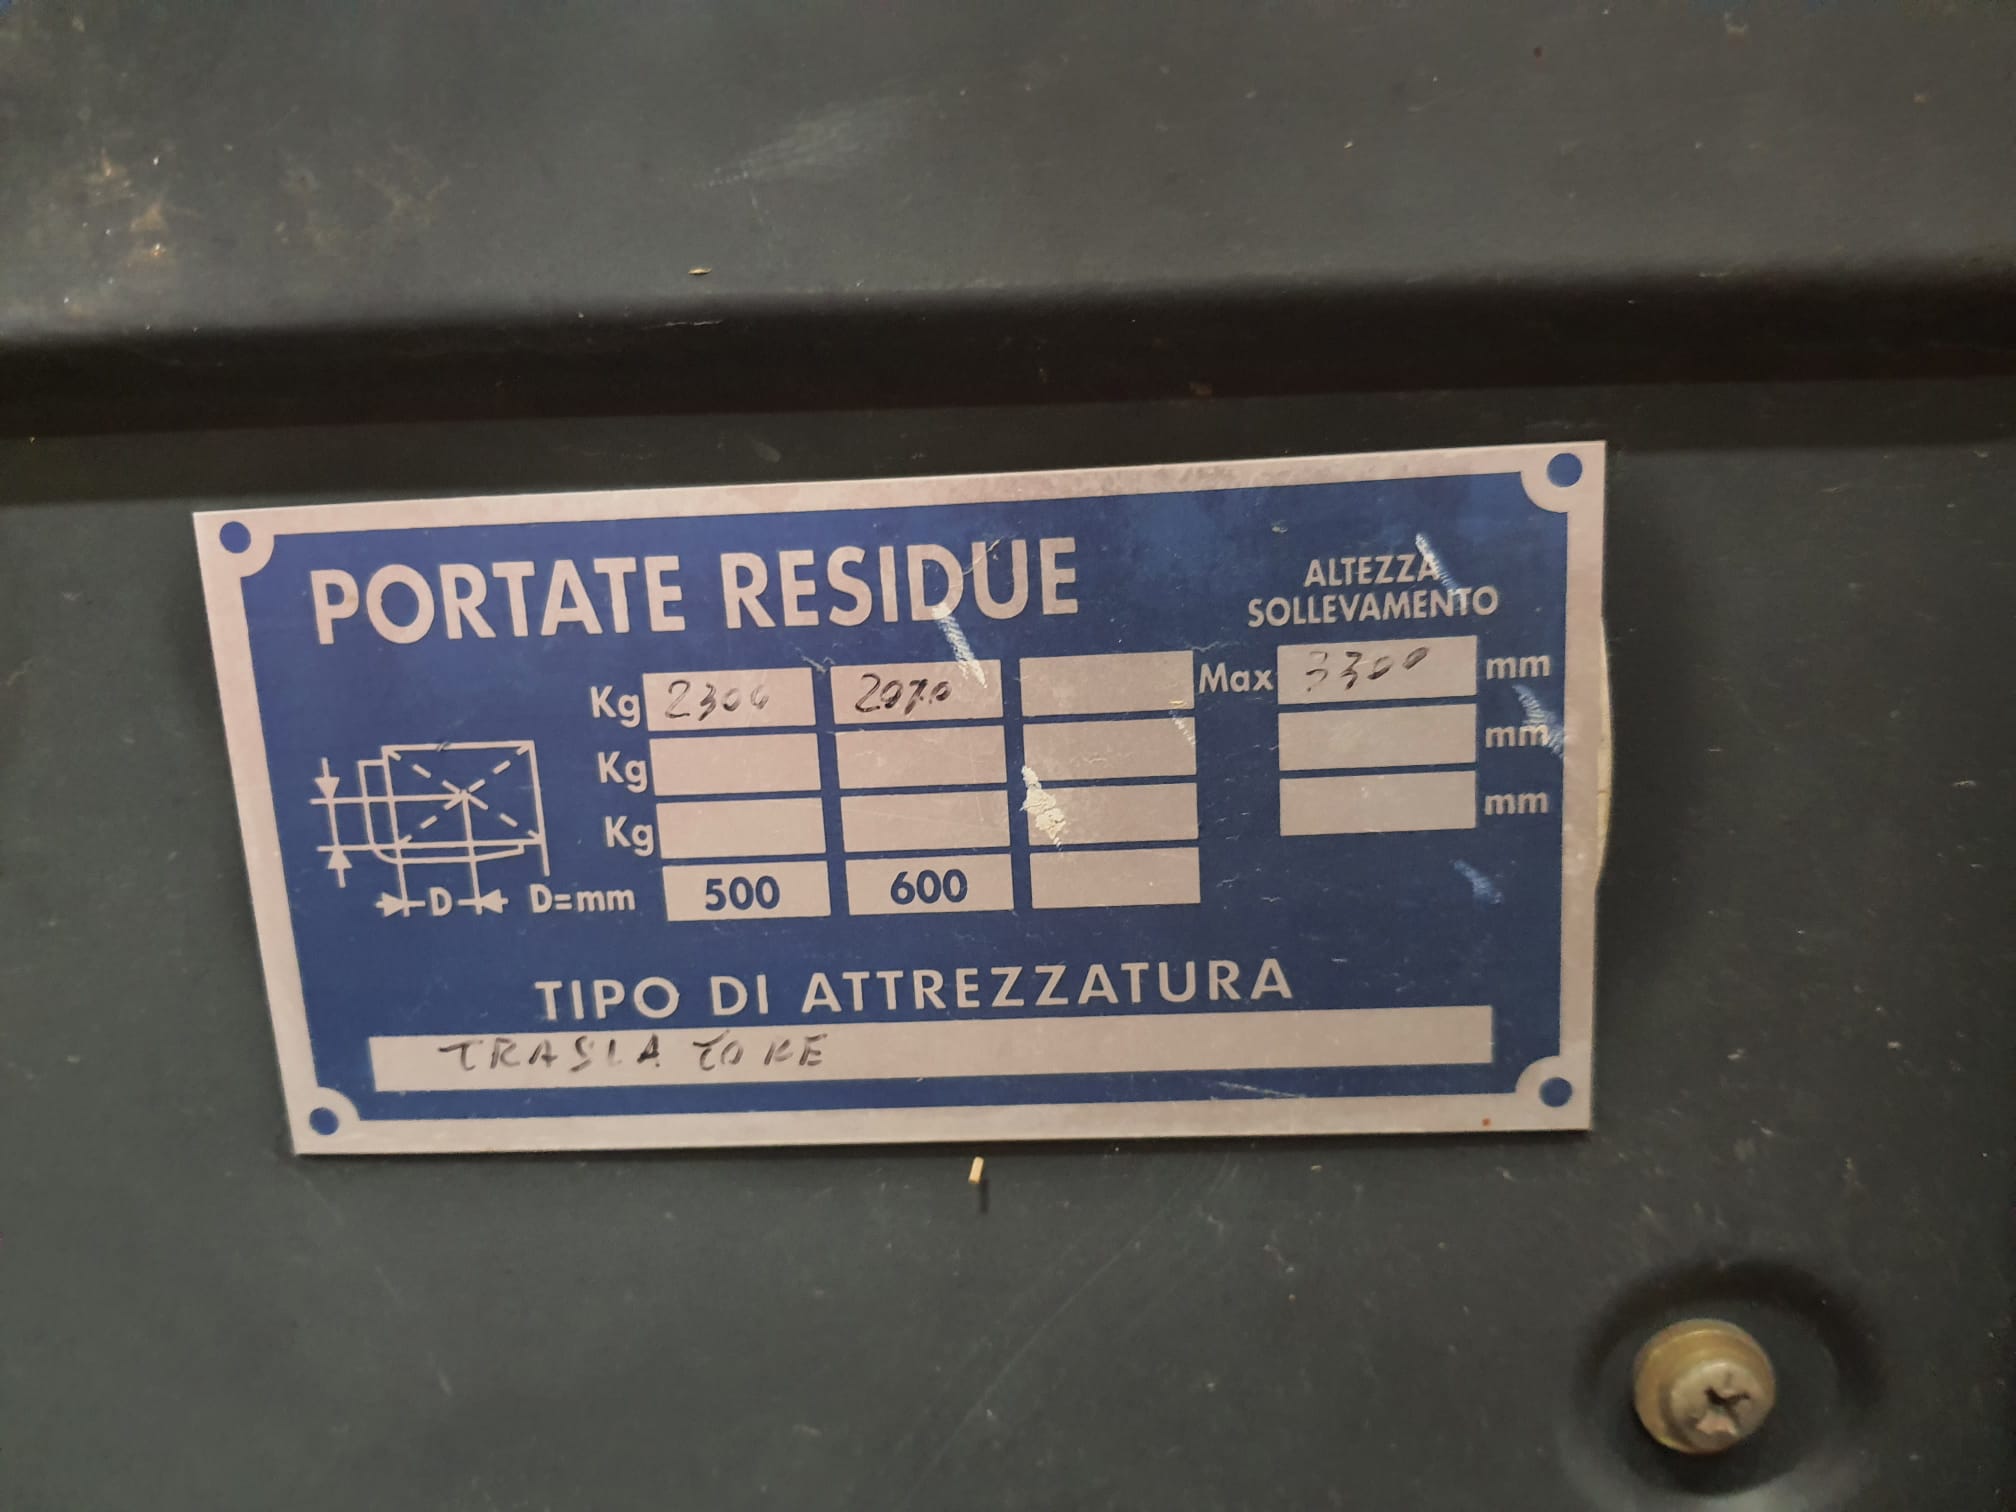 PORTATE RESIDUE
ALTEZZA
SOLLEVAMENTO
Kg 2300 2070 Max 3300 mm
Kg mm
Kg mm
D D=mm 500 600
TIPO DI ATTREZZATURA
TRASLATORE